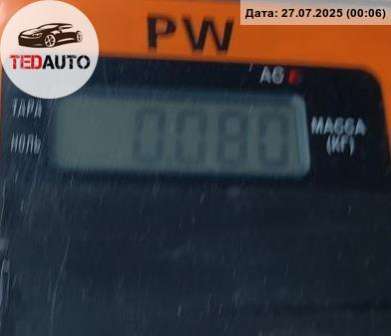 Дата: 27.07.2025 (00:06)
TEDAUTO
PW
AC
ТАРА
НОЛЬ
0.080
МАССА
(КГ)